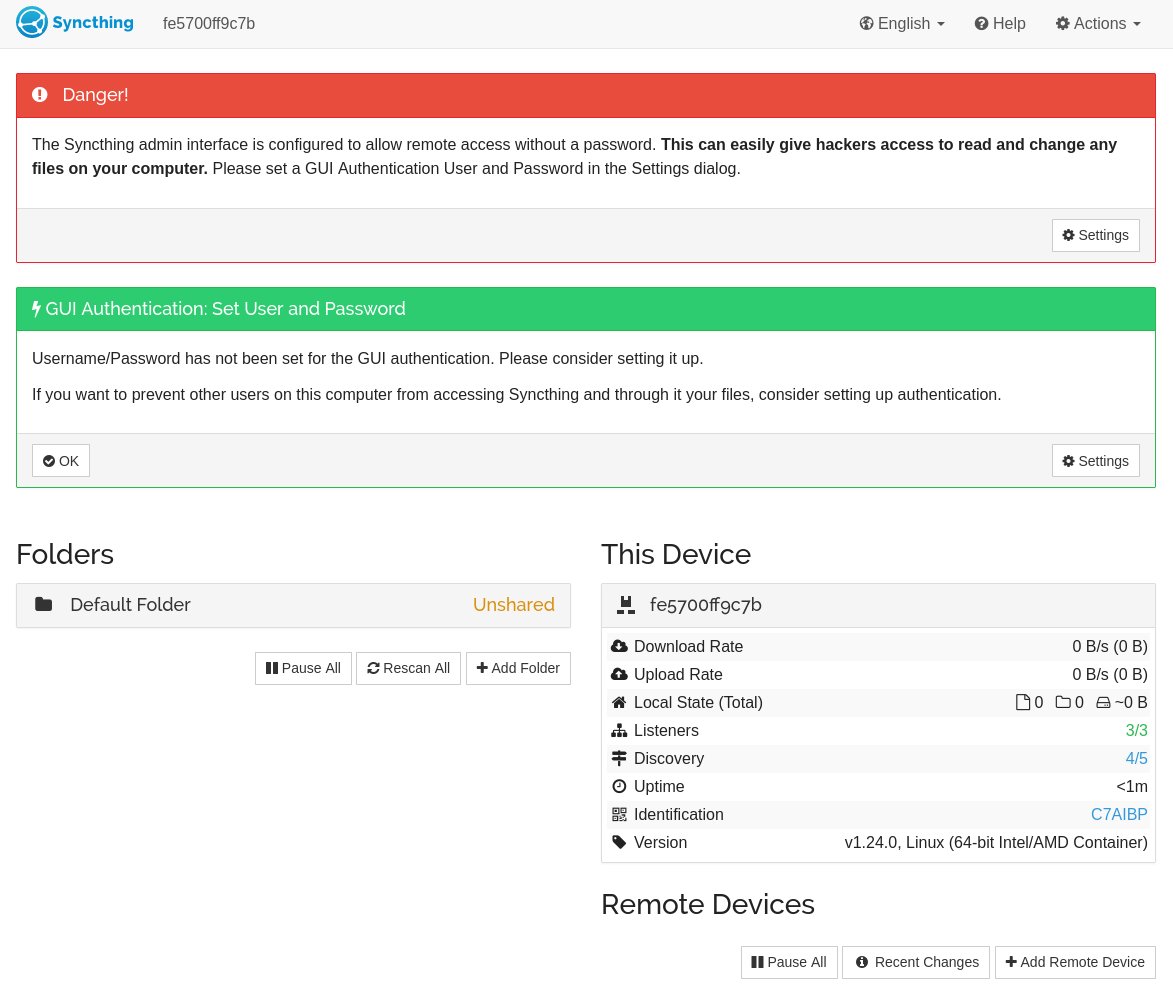 Syncthing fe5700ff9c7b English Help Actions
Danger!
The Syncthing admin interface is configured to allow remote access without a password. This can easily give hackers access to read and change any
files on your computer. Please set a GUI Authentication User and Password in the Settings dialog.
Settings
GUI Authentication: Set User and Password
Username/Password has not been set for the GUI authentication. Please consider setting it up.
If you want to prevent other users on this computer from accessing Syncthing and through it your files, consider setting up authentication.
OK Settings
Folders
Default Folder Unshared
Pause All Rescan All Add Folder
This Device
fe5700ff9c7b
Download Rate 0 B/s (0 B)
Upload Rate 0 B/s (0 B)
Local State (Total) 0 0 ~0 B
Listeners 3/3
Discovery 4/5
Uptime <1m
Identification C7AIBP
Version v1.24.0, Linux (64-bit Intel/AMD Container)
Remote Devices
Pause All Recent Changes Add Remote Device